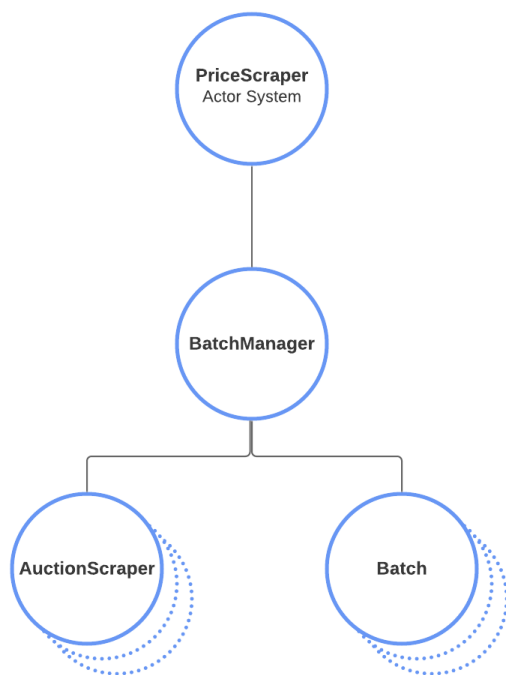 PriceScraper
Actor System
BatchManager
AuctionScraper
Batch